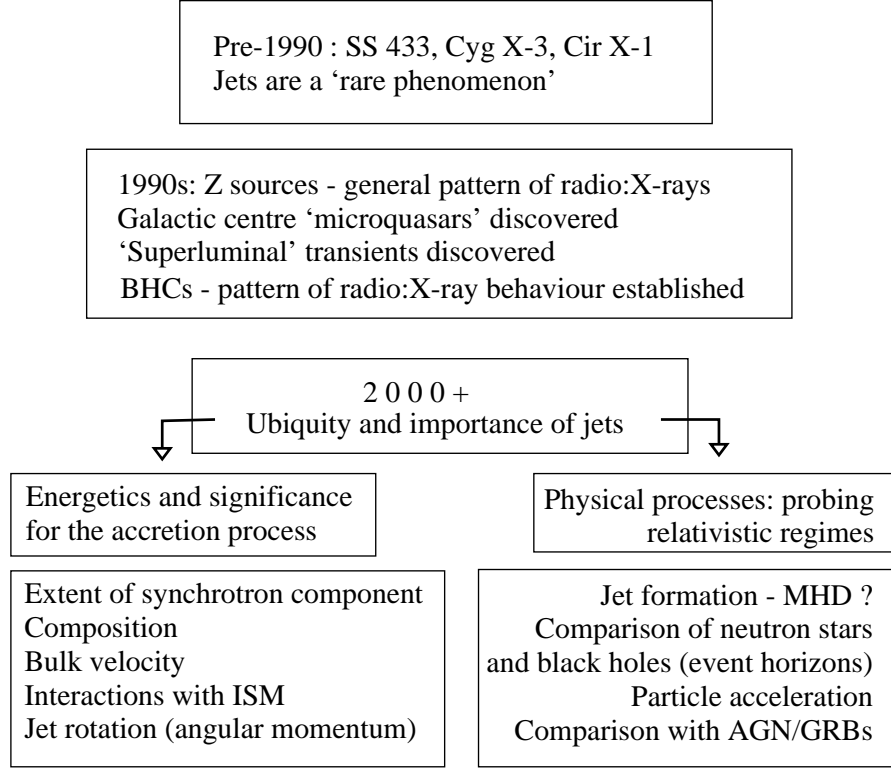 Pre-1990 : SS 433, Cyg X-3, Cir X-1
Jets are a ‘rare phenomenon’
1990s: Z sources - general pattern of radio:X-rays
Galactic centre ‘microquasars’ discovered
‘Superluminal’ transients discovered
BHCs - pattern of radio:X-ray behaviour established
2 0 0 0 +
Ubiquity and importance of jets
Energetics and significance
for the accretion process
Extent of synchrotron component
Composition
Bulk velocity
Interactions with ISM
Jet rotation (angular momentum)
Physical processes: probing
relativistic regimes
Jet formation - MHD ?
Comparison of neutron stars
and black holes (event horizons)
Particle acceleration
Comparison with AGN/GRBs